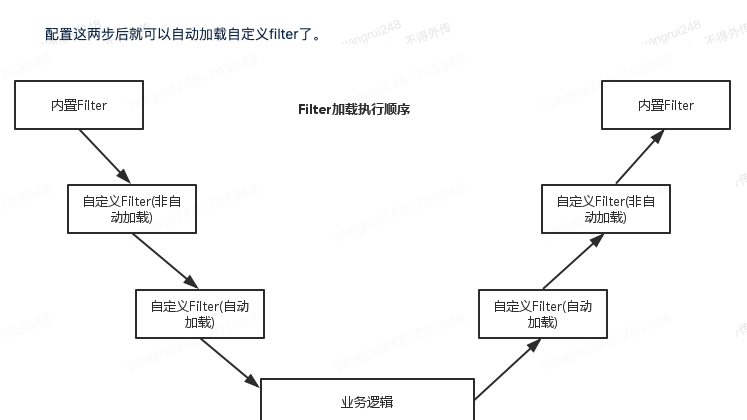 配置这两步后就可以自动加载自定义filter了。
yangrui248
不得外传
yangrui248
不得外传
Filter加载执行顺序
内置Filter
内置Filter
自定义Filter(非自
动加载)
自定义Filter(非自
动加载)
自定义Filter(自动
加载)
自定义Filter(自动
加载)
业务逻辑